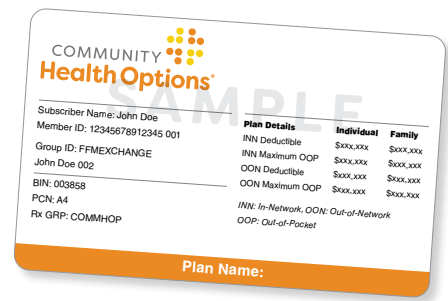 COMMUNITY
Health Options®
SAMPLE
Subscriber Name: John Doe
Member ID: 12345678912345 001
Group ID: FFMEXCHANGE
John Doe 002
BIN: 003858
PCN: A4
Rx GRP: COMMHOP
Plan Details Individual Family
INN Deductible $xxx,xxx $xxx,xxx
INN Maximum OOP $xxx,xxx $xxx,xxx
OON Deductible $xxx,xxx $xxx,xxx
OON Maximum OOP $xxx,xxx $xxx,xxx
INN: In-Network, OON: Out-of-Network
OOP: Out-of-Pocket
Plan Name: